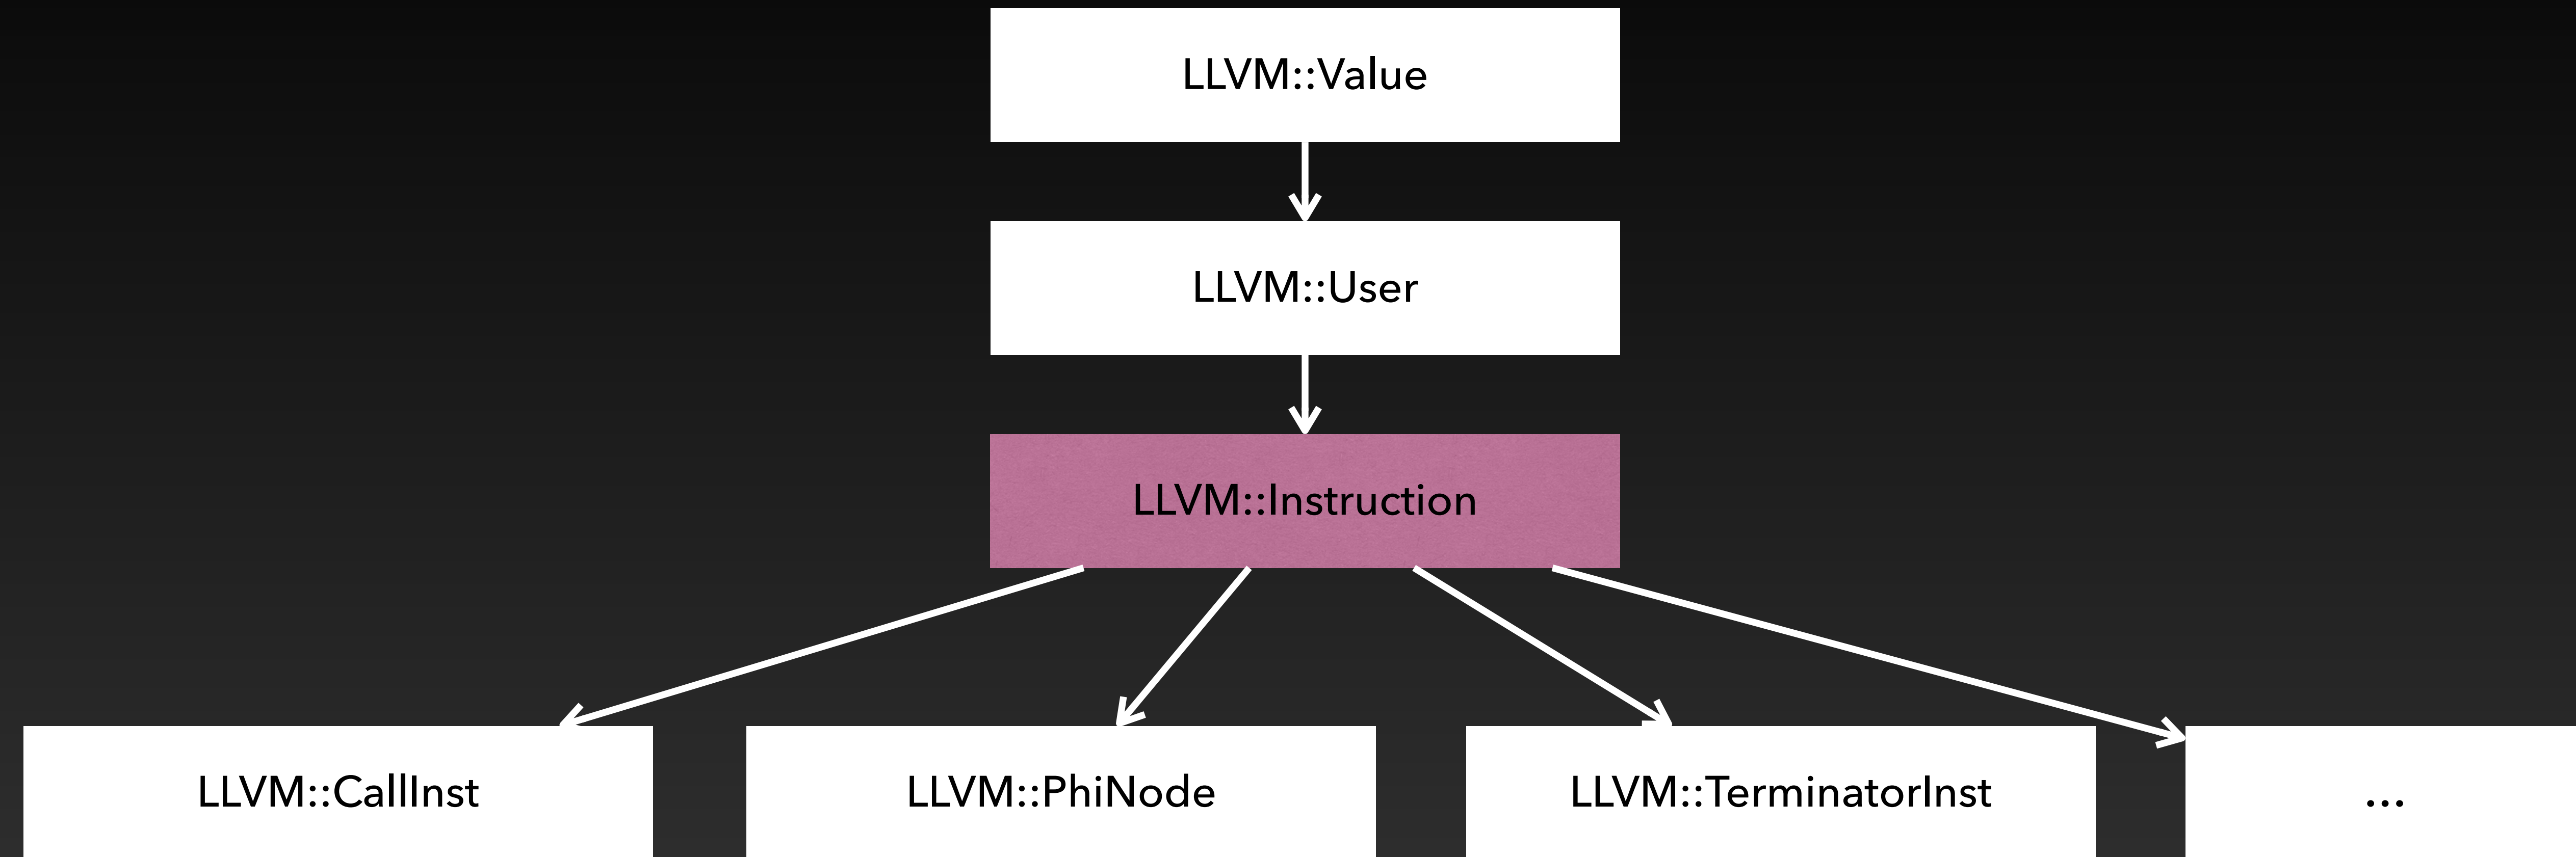 LLVM::Value
LLVM::User
LLVM::Instruction
LLVM::CallInst
LLVM::PhiNode
LLVM::TerminatorInst
...